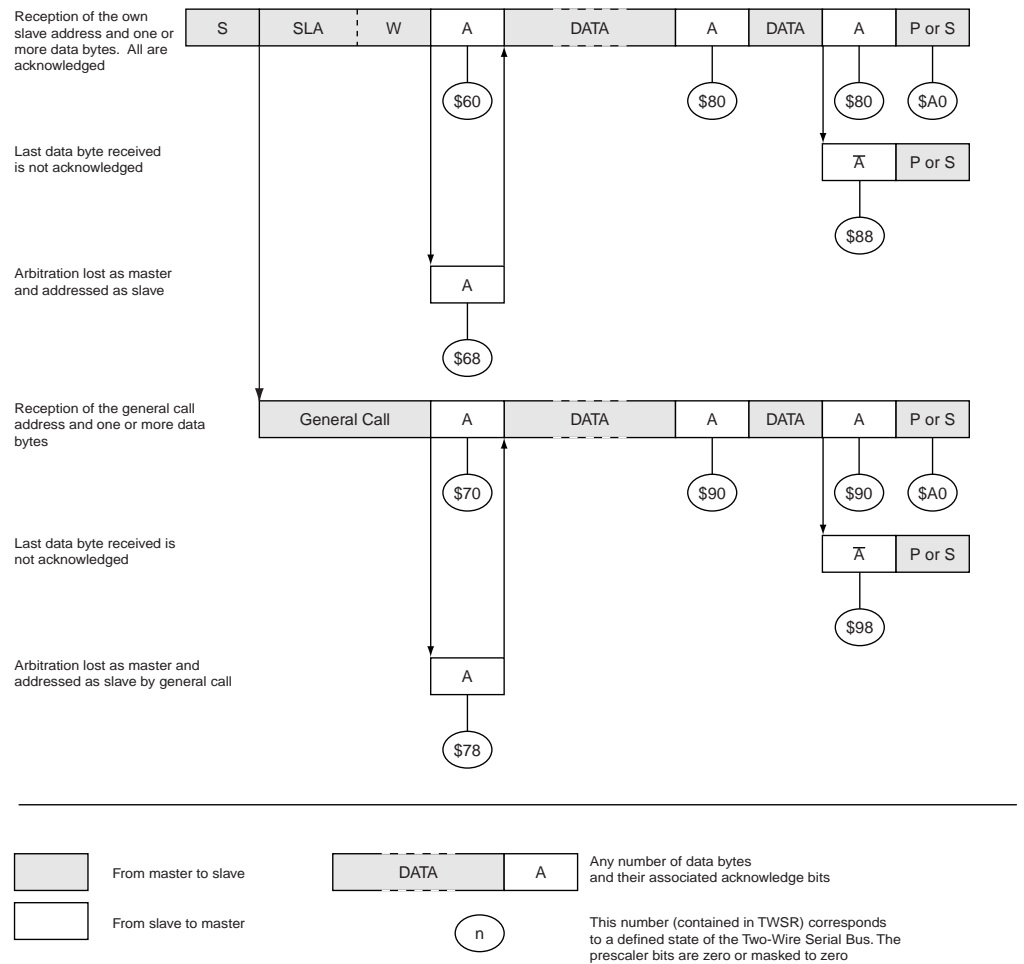 Reception of the own
slave address and one or
more data bytes. All are
acknowledged
S SLA W A DATA A DATA A P or S
$60 $80 $80 $A0
Last data byte received
is not acknowledged
A̅ P or S
$88
Arbitration lost as master
and addressed as slave
A
$68
Reception of the general call
address and one or more data
bytes
General Call A DATA A DATA A P or S
$70 $90 $90 $A0
Last data byte received is
not acknowledged
A̅ P or S
$98
Arbitration lost as master and
addressed as slave by general call
A
$78
From master to slave
DATA A
Any number of data bytes
and their associated acknowledge bits
From slave to master
n
This number (contained in TWSR) corresponds
to a defined state of the Two-Wire Serial Bus. The
prescaler bits are zero or masked to zero